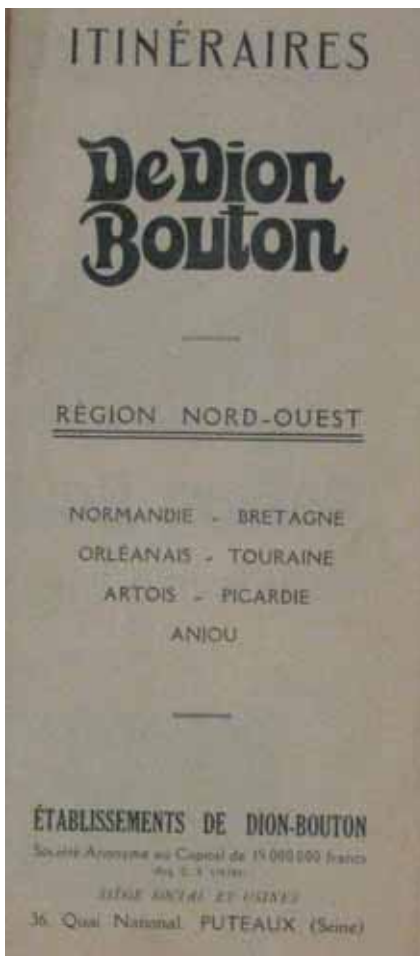 ITINÉRAIRES
De Dion
Bouton
RÉGION NORD-OUEST
NORMANDIE - BRETAGNE
ORLÉANAIS - TOURAINE
ARTOIS - PICARDIE
ANJOU
ÉTABLISSEMENTS DE DION-BOUTON
Société Anonyme au Capital de 15.000.000 francs
SIÈGE SOCIAL ET USINES
36, Quai National, PUTEAUX (Seine)